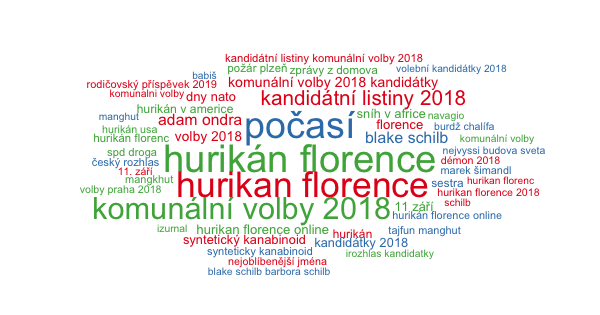 kandidátní listiny komunální volby 2018
požár plzeň zprávy z domova volební kandidátky 2018
babiš
rodičovský příspěvek 2019 komunální volby 2018 kandidátky
komunalni volby dny nato kandidátní listiny 2018
hurikán v americe sníh v africe navagio
manghut adam ondra počasí florence burdž chalífa
hurikán usa
hurikán florenc volby 2018 blake schilb komunální volby
spd droga nejvyssi budova sveta
český rozhlas hurikán florence démon 2018
11. září marek šimandl
mangkhut hurikan florence sestra hurikan florenc
volby praha 2018 hurikan florence 2018
schilb
komunální volby 2018 11 září
hurikán florence online
izurnal hurikan florence online hurikán tajfun manghut
syntetický kanabinoid kandidátky 2018
synteticky kanabinoid irozhlas kandidatky
nejoblíbenější jména
blake schilb barbora schilb